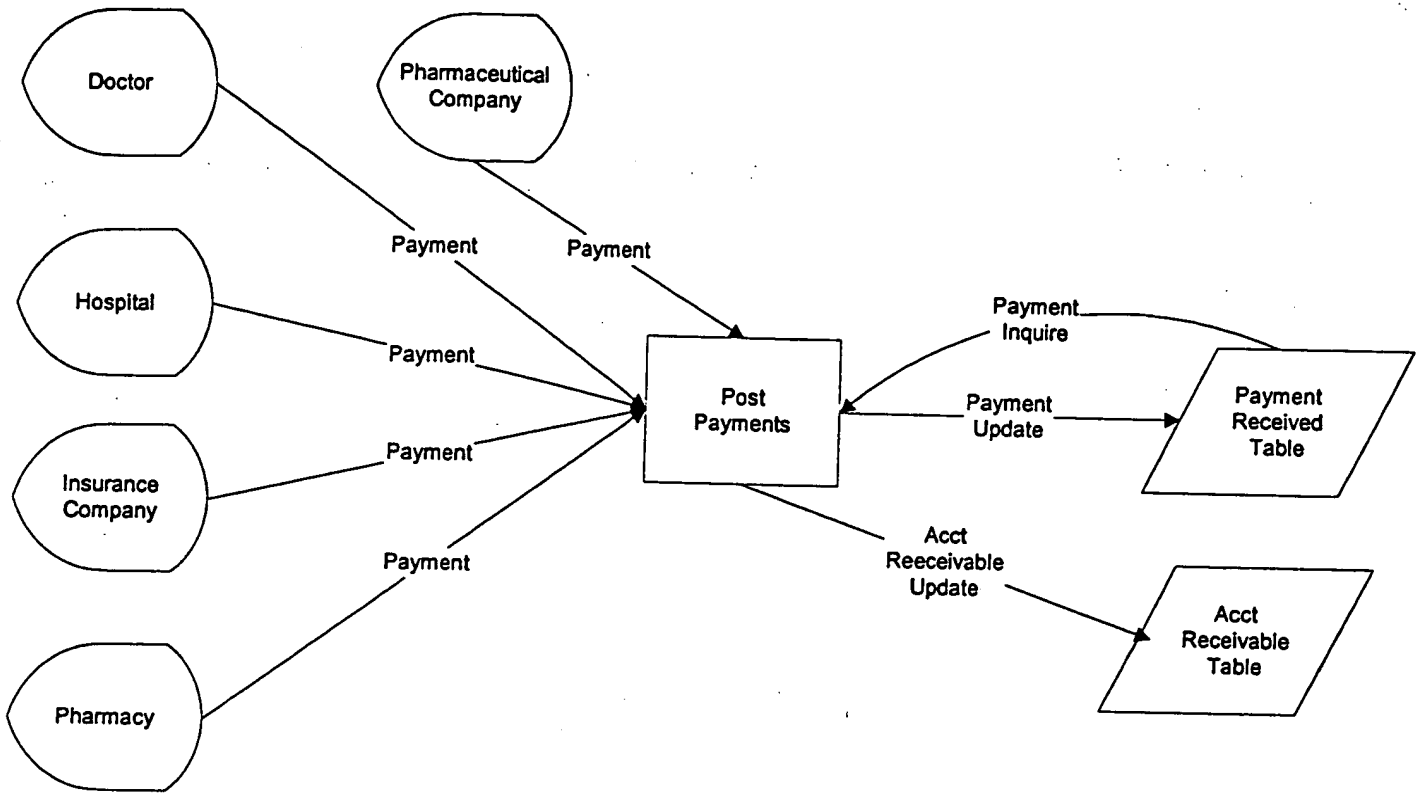 Doctor
Pharmaceutical
Company
Payment
Payment
Hospital
Payment
Payment
Inquire
Post
Payments
Payment
Update
Payment
Received
Table
Insurance
Company
Payment
Acct
Reeceivable
Update
Payment
Acct
Receivable
Table
Pharmacy